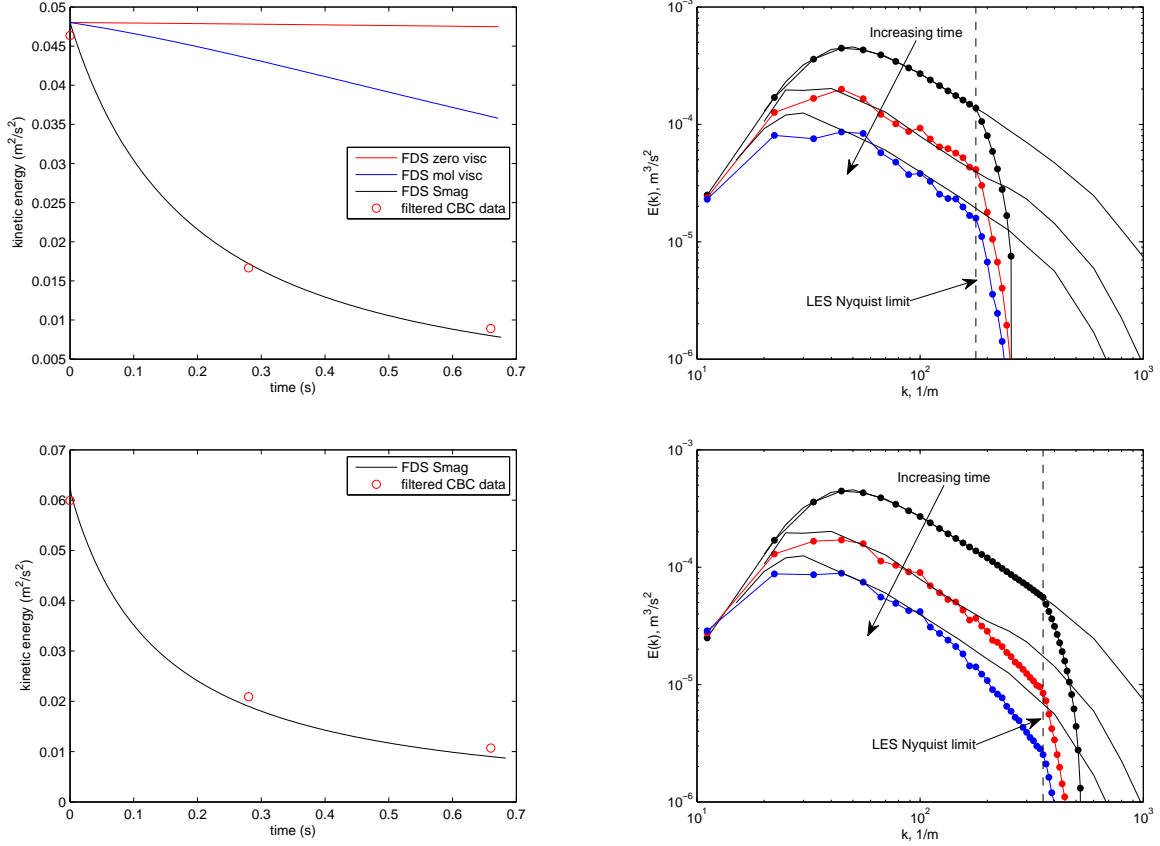 0.05
0.045
0.04
0.035
0.03
0.025
0.02
0.015
0.01
0.005
kinetic energy (m²/s²)
0 0.1 0.2 0.3 0.4 0.5 0.6 0.7
time (s)
FDS zero visc
FDS mol visc
FDS Smag
filtered CBC data
10⁻³
10⁻⁴
10⁻⁵
10⁻⁶
E(k), m³/s²
10¹ 10² 10³
k, 1/m
Increasing time
LES Nyquist limit
0.07
0.06
0.05
0.04
0.03
0.02
0.01
0
kinetic energy (m²/s²)
0 0.1 0.2 0.3 0.4 0.5 0.6 0.7
time (s)
FDS Smag
filtered CBC data
10⁻³
10⁻⁴
10⁻⁵
10⁻⁶
E(k), m³/s²
10¹ 10² 10³
k, 1/m
Increasing time
LES Nyquist limit